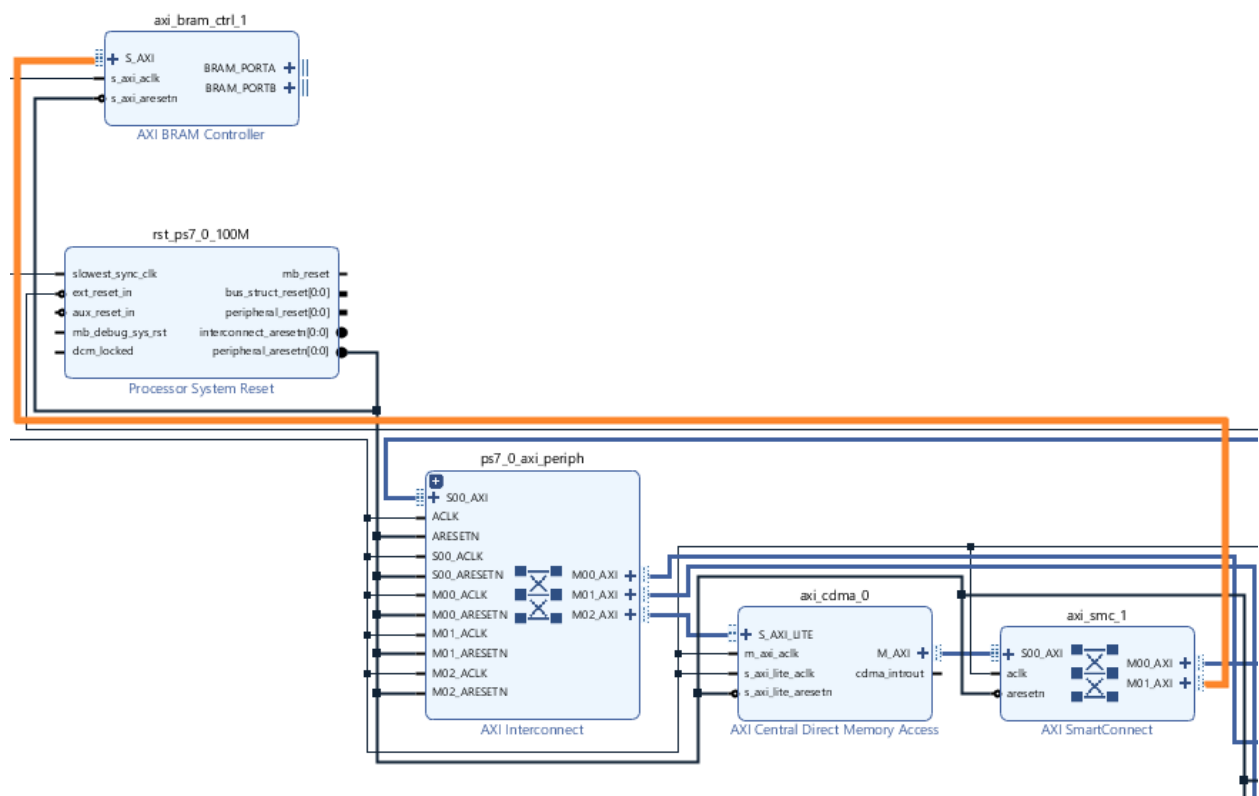 axi_bram_ctrl_1
S_AXI
s_axi_aclk
s_axi_aresetn
BRAM_PORTA
BRAM_PORTB
AXI BRAM Controller
rst_ps7_0_100M
slowest_sync_clk
ext_reset_in
aux_reset_in
mb_debug_sys_rst
dcm_locked
mb_reset
bus_struct_reset[0:0]
peripheral_reset[0:0]
interconnect_aresetn[0:0]
peripheral_aresetn[0:0]
Processor System Reset
ps7_0_axi_periph
S00_AXI
ACLK
ARESETN
S00_ACLK
S00_ARESETN
M00_ACLK
M00_ARESETN
M01_ACLK
M01_ARESETN
M02_ACLK
M02_ARESETN
M00_AXI
M01_AXI
M02_AXI
AXI Interconnect
axi_cdma_0
S_AXI_LITE
m_axi_aclk
s_axi_lite_aclk
s_axi_lite_aresetn
M_AXI
cdma_introut
AXI Central Direct Memory Access
axi_smc_1
S00_AXI
aclk
aresetn
M00_AXI
M01_AXI
AXI SmartConnect